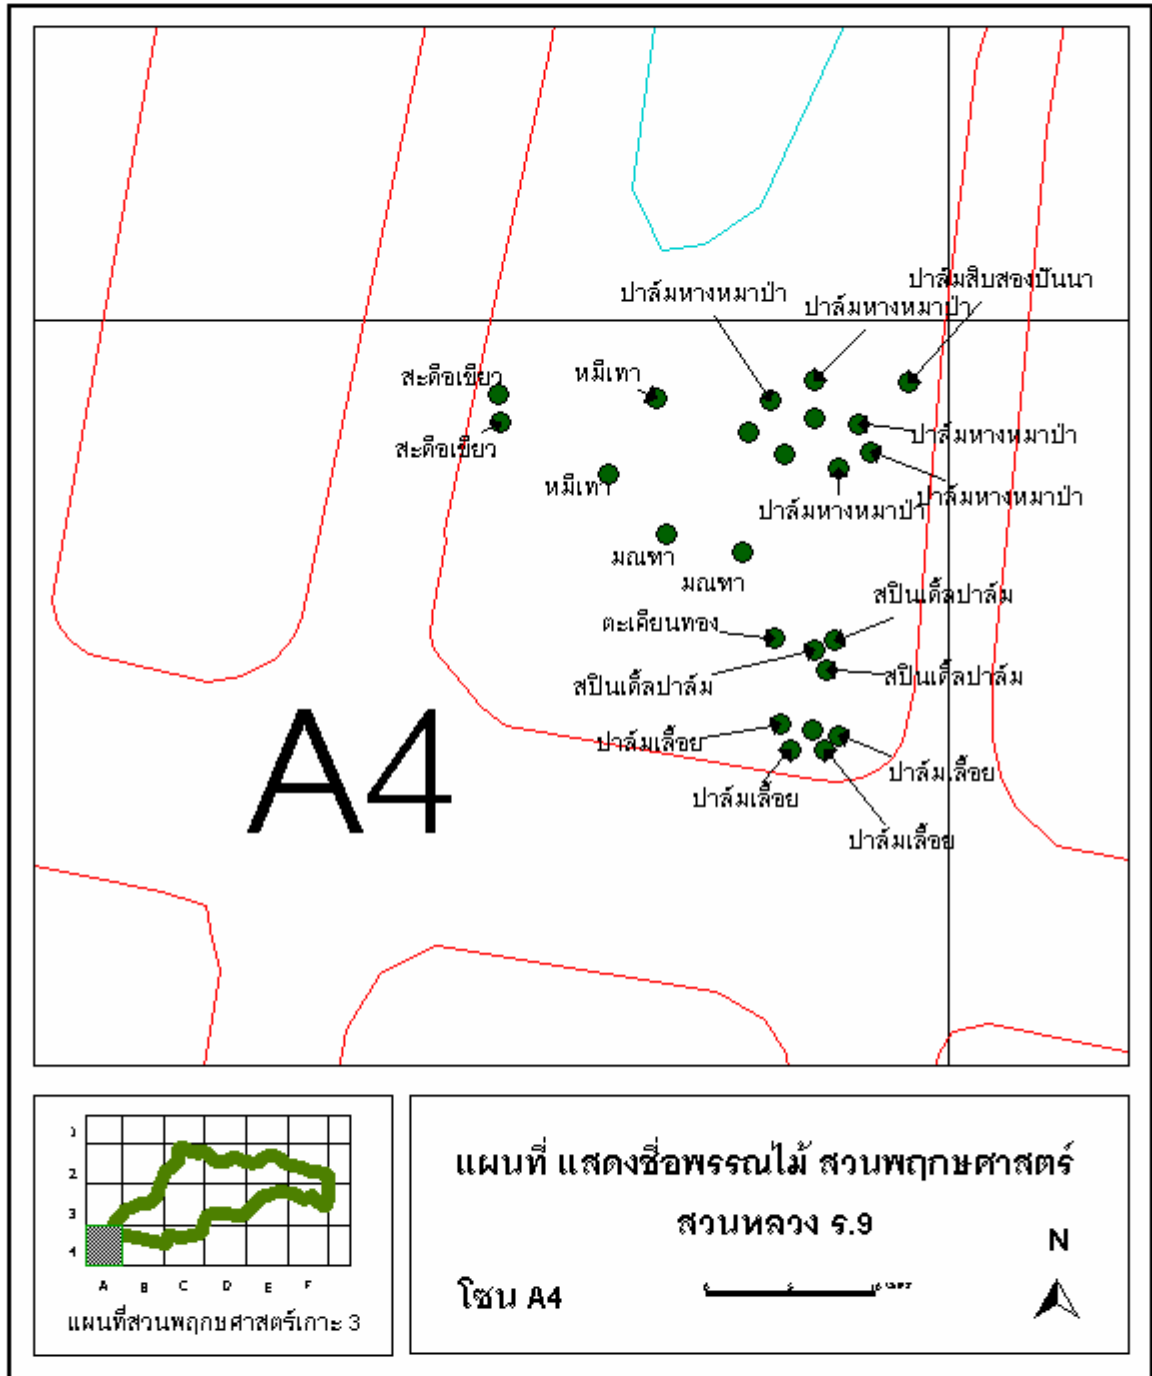 ปาล์มสิบสองปันนา
ปาล์มหางหมาป่า
ปาล์มหางหมาป่า
สะดือเขียว
หมีเทา
ปาล์มหางหมาป่า
สะดือเขียว
หมีเทา
ปาล์มหางหมาป่า
ปาล์มหางหมาป่า
มณฑา
มณฑา
สปินเดิ้ลปาล์ม
ตะเคียนทอง
สปินเดิ้ลปาล์ม
สปินเดิ้ลปาล์ม
ปาล์มเลื้อย
ปาล์มเลื้อย
ปาล์มเลื้อย
ปาล์มเลื้อย
A4
1
2
3
4
A B C D E F
แผนที่สวนพฤกษศาสตร์เกาะ 3
แผนที่ แสดงชื่อพรรณไม้ สวนพฤกษศาสตร์
สวนหลวง ร.9
N
โซน A4